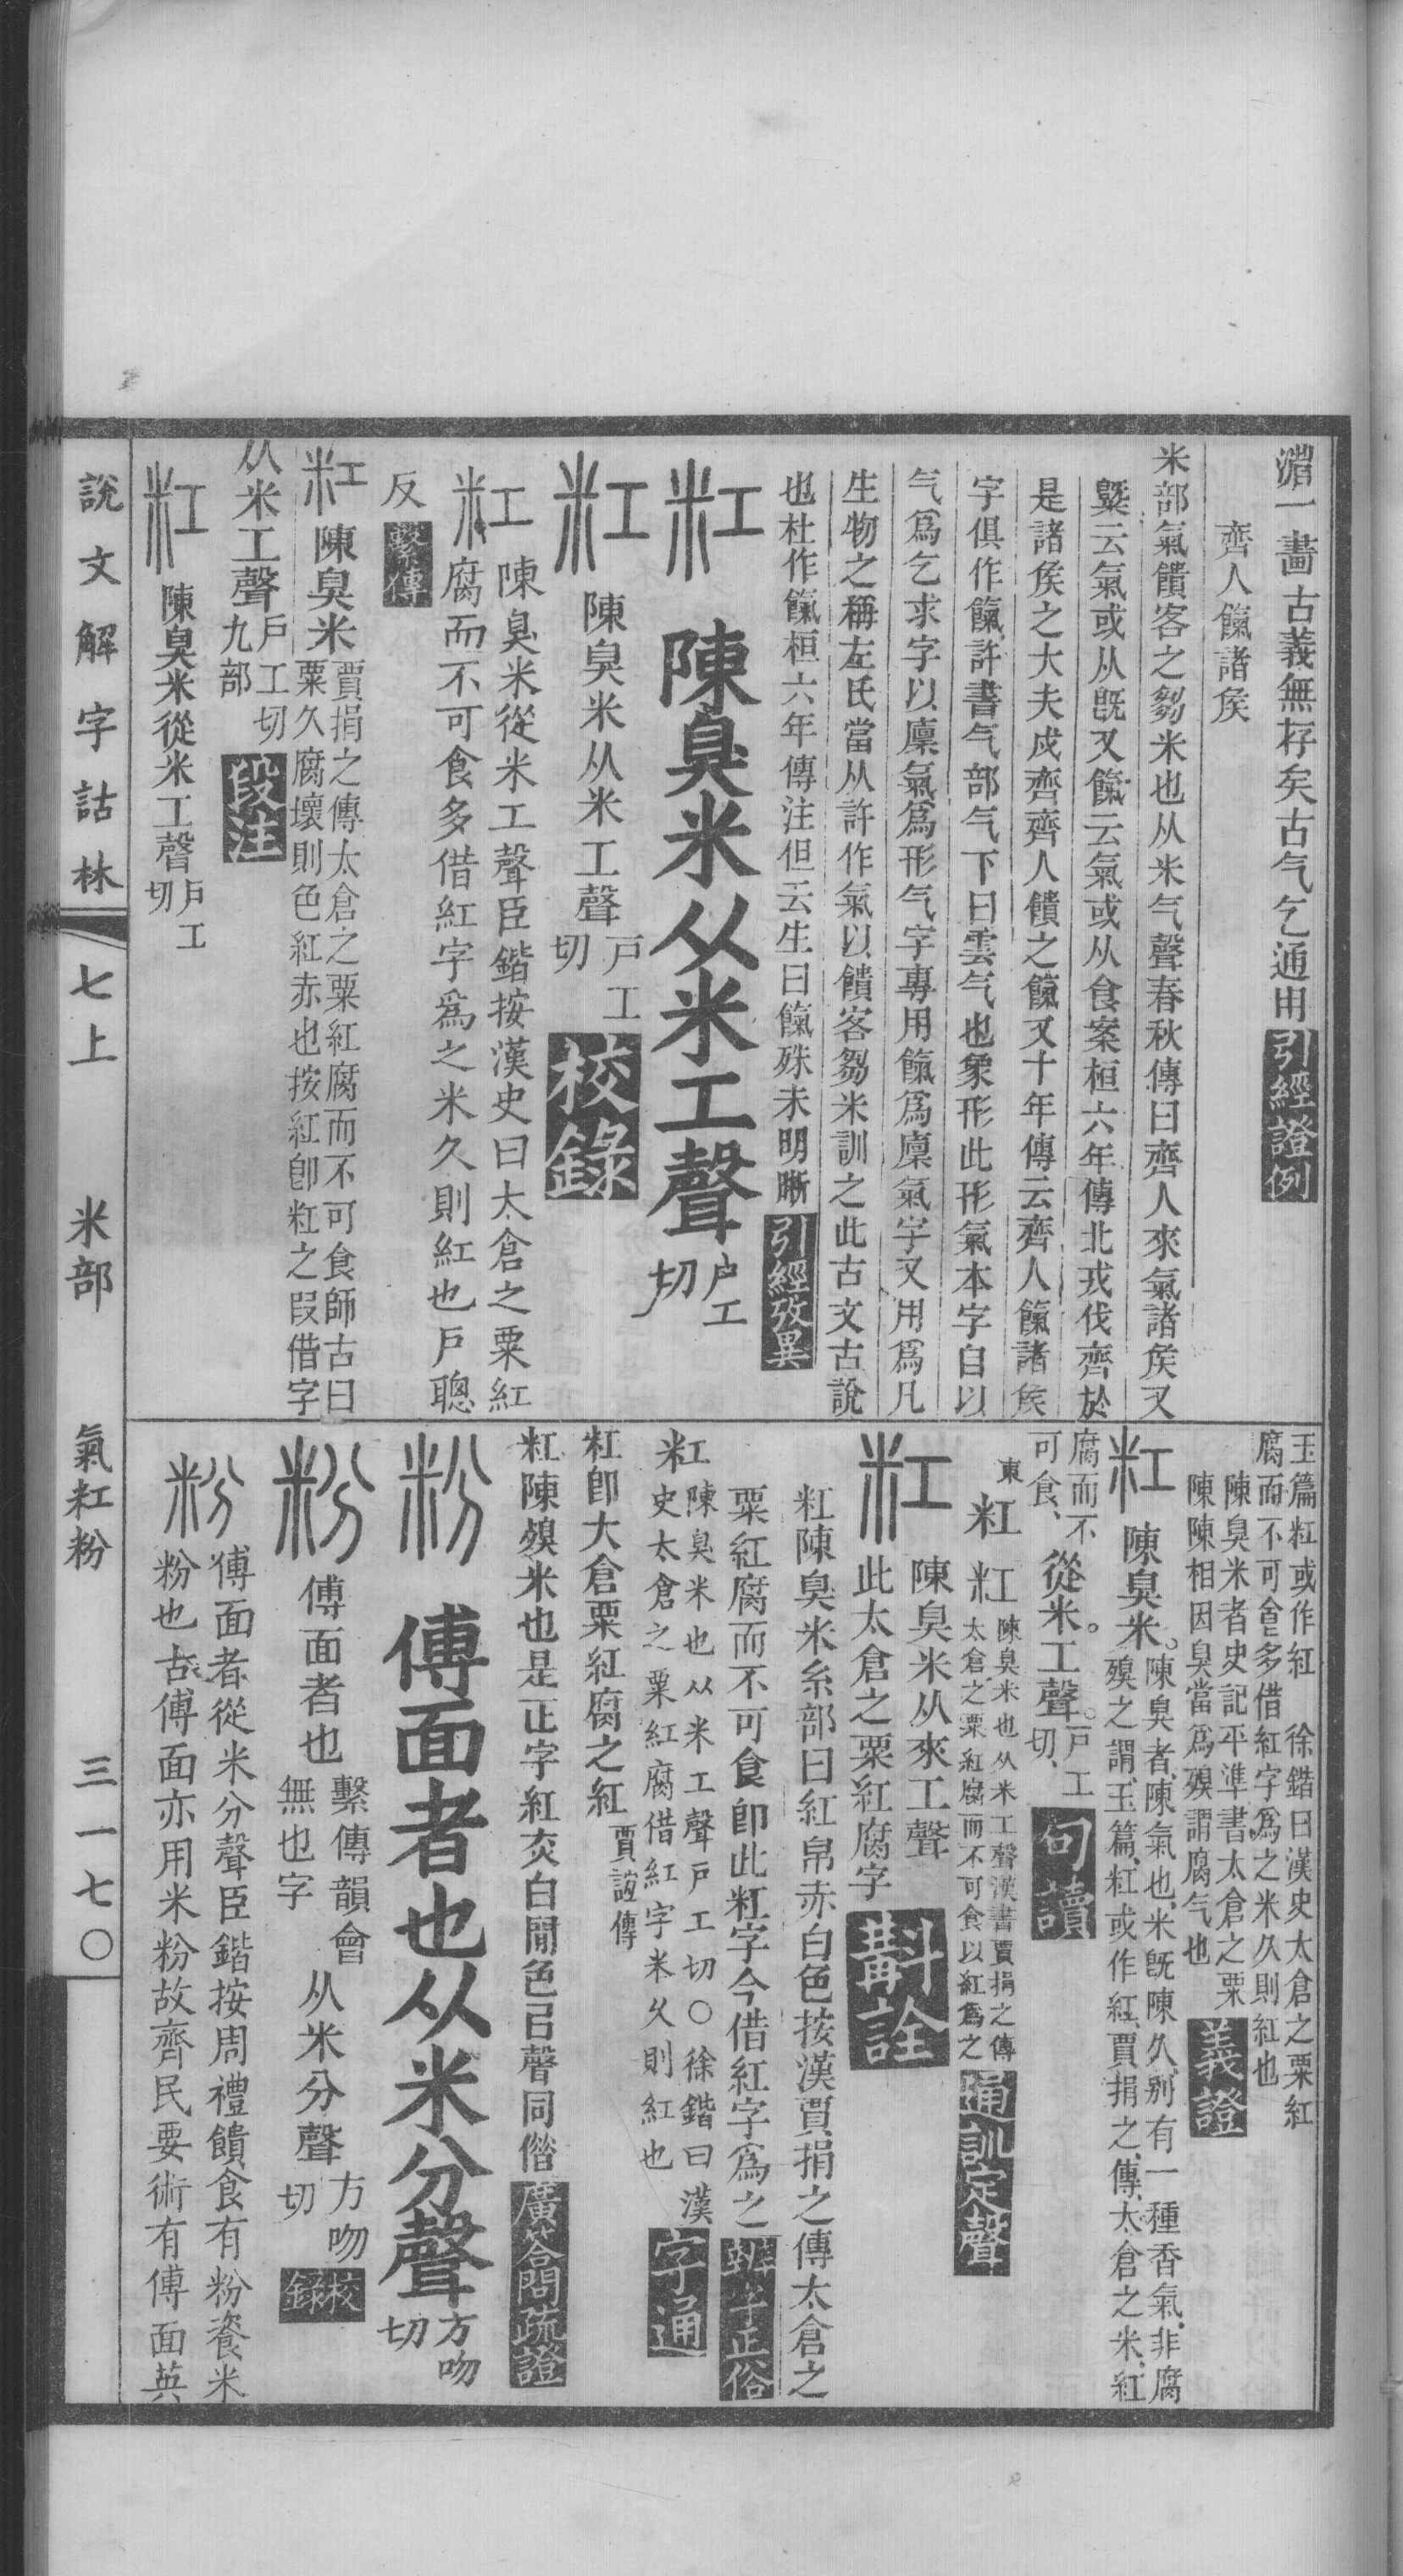 淄一畫古義無存矣古气乞通用引經證例
齊人餼諸矦
米部氣饋客之芻米也从米气聲春秋傳曰齊人來氣諸矦又
槩云氣或从旣又餼云氣或从食案桓六年傳北戎伐齊於
是諸矦之大夫戍齊齊人饋之餼又十年傳云齊人餼諸矦
字俱作餼許書气部气下曰雲气也象形此形氣本字自以
气爲乞求字以廩氣爲形气字專用餼爲廩氣字又用爲凡
生物之稱左氏當从許作氣以饋客芻米訓之此古文古說
也杜作餼桓六年傳注但云生曰餼殊未明晰引經攷異
粠 陳臭米从米工聲戶工切
粠 陳臭米从米工聲戶工切校錄
粠 陳臭米從米工聲臣鍇按漢史曰太倉之粟紅
腐而不可食多借紅字爲之米久則紅也戶聰
反繫傳
粠陳臭米賈捐之傳太倉之粟紅腐而不可食師古曰
粟久腐壞則色紅赤也按紅卽粠之叚借字
从米工聲戶工切九部段注
粠陳臭米從米工聲戶工切
玉篇粠或作紅 徐鍇曰漢史太倉之粟紅
腐而不可食多借紅字爲之米久則紅也
陳臭米者史記平準書太倉之粟
陳陳相因臭當爲殠謂腐气也義證
粠陳臭米。陳臭者、陳氣也、米旣陳久、別有一種香氣、非腐
殠之謂、玉篇、粠或作紅、賈捐之傳、太倉之米、紅
腐而不可食、從米。工聲。戶工切、句讀
東 粠 粠陳臭米也从米工聲漢書賈捐之傳
太倉之粟紅腐而不可食以紅爲之通訓定聲
粠 陳臭米从來工聲
此太倉之粟紅腐字斠詮
粠陳臭米糸部曰紅帛赤白色按漢賈捐之傳太倉之
粟紅腐而不可食卽此粠字今借紅字爲之辨字正俗
粠陳臭米也从米工聲戶工切○徐鍇曰漢
史太倉之粟紅腐借紅字米久則紅也字通
粠卽大倉粟紅腐之紅賈誼傳
粠陳殠米也是正字紅赤白閒色㠯聲同偺廣答問疏證
粉 傅面者也从米分聲方吻切
粉 傅面者也繫傳韻會無也字从米分聲方吻切校錄
粉傅面者從米分聲臣鍇按周禮饋食有粉餈米
粉也古傅面亦用米粉故齊民要術有傅面英
說文解字詁林 七上 米部 氣粠粉 三一七〇